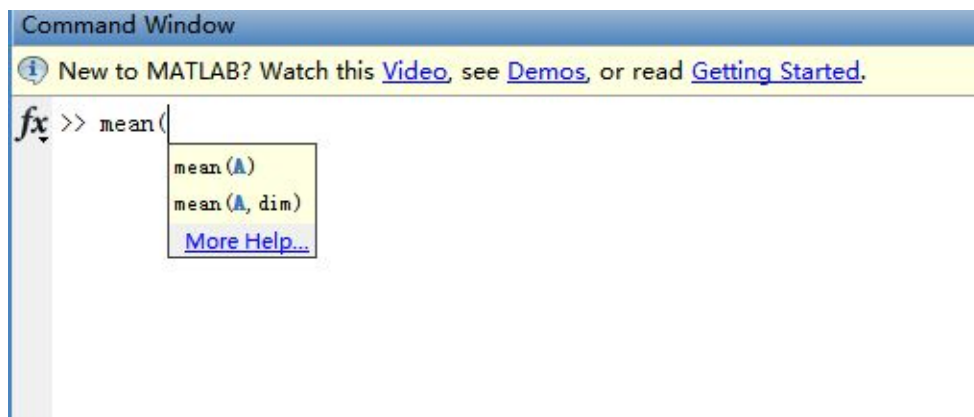 Command Window
New to MATLAB? Watch this Video, see Demos, or read Getting Started.
fx >> mean(
mean(A)
mean(A, dim)
More Help...